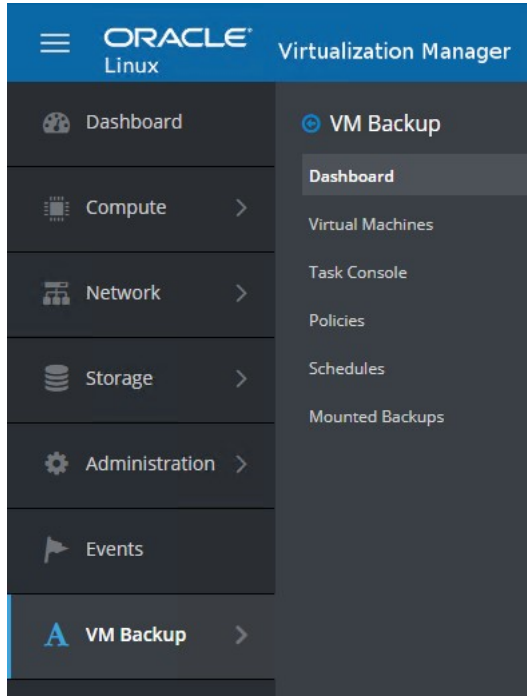 ORACLE
Linux
Virtualization Manager
Dashboard
Compute
Network
Storage
Administration
Events
A VM Backup
VM Backup
Dashboard
Virtual Machines
Task Console
Policies
Schedules
Mounted Backups